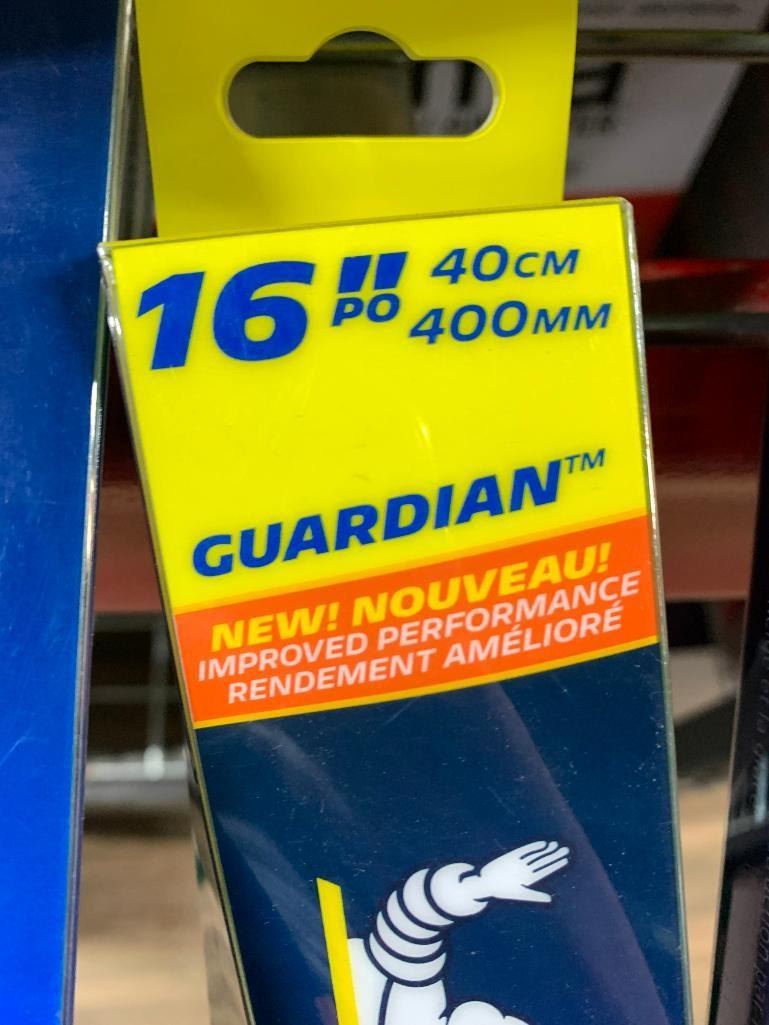 16" PO 40CM
400MM
GUARDIAN™
NEW! NOUVEAU!
IMPROVED PERFORMANCE
RENDEMENT AMÉLIORÉ